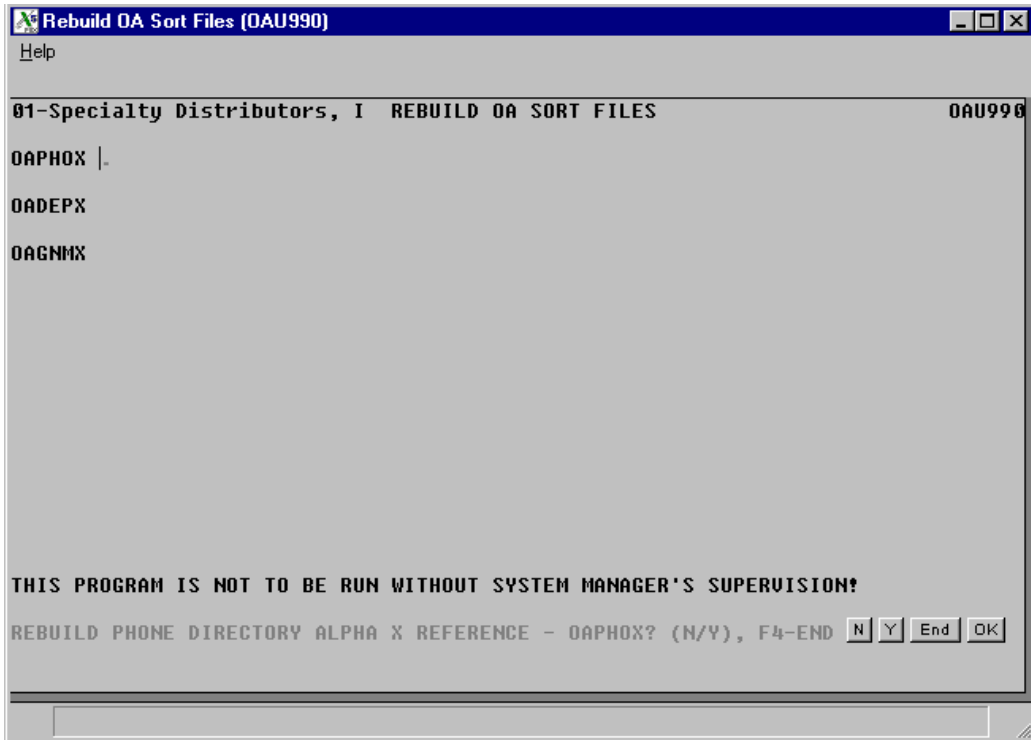 Rebuild OA Sort Files (OAU990)
Help
01-Specialty Distributors, I REBUILD OA SORT FILES OAU990
OAPHOX .
OADEPX
OAGNMX
THIS PROGRAM IS NOT TO BE RUN WITHOUT SYSTEM MANAGER'S SUPERVISION!
REBUILD PHONE DIRECTORY ALPHA X REFERENCE - OAPHOX? (N/Y), F4-END N Y End OK